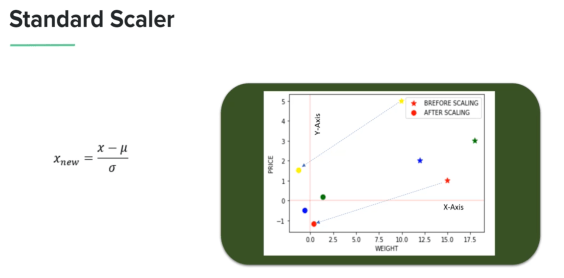 Standard Scaler
x_new = (x − μ) / σ
★ BREFORE SCALING
● AFTER SCALING
Y-Axis
X-Axis
PRICE
5
4
3
2
1
0
−1
0.0 2.5 5.0 7.5 10.0 12.5 15.0 17.5
WEIGHT